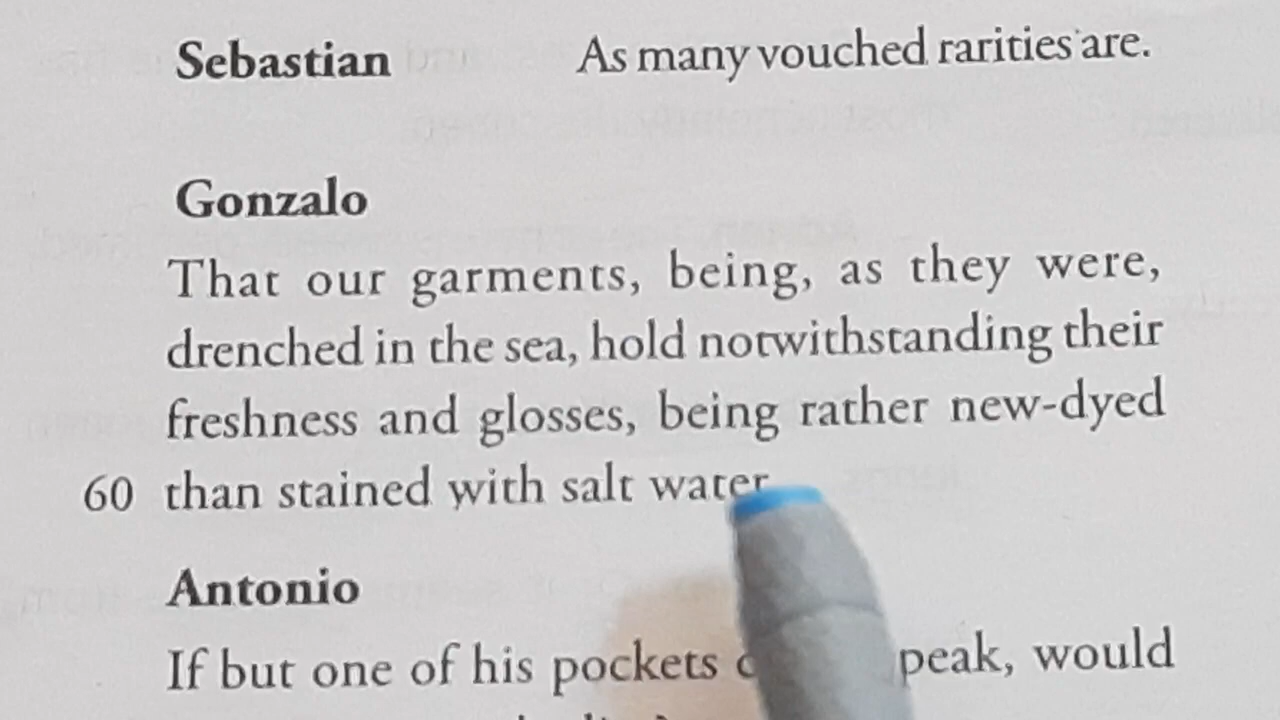 Sebastian As many vouched rarities are.
Gonzalo
That our garments, being, as they were,
drenched in the sea, hold notwithstanding their
freshness and glosses, being rather new-dyed
60 than stained with salt water
Antonio
If but one of his pockets peak, would